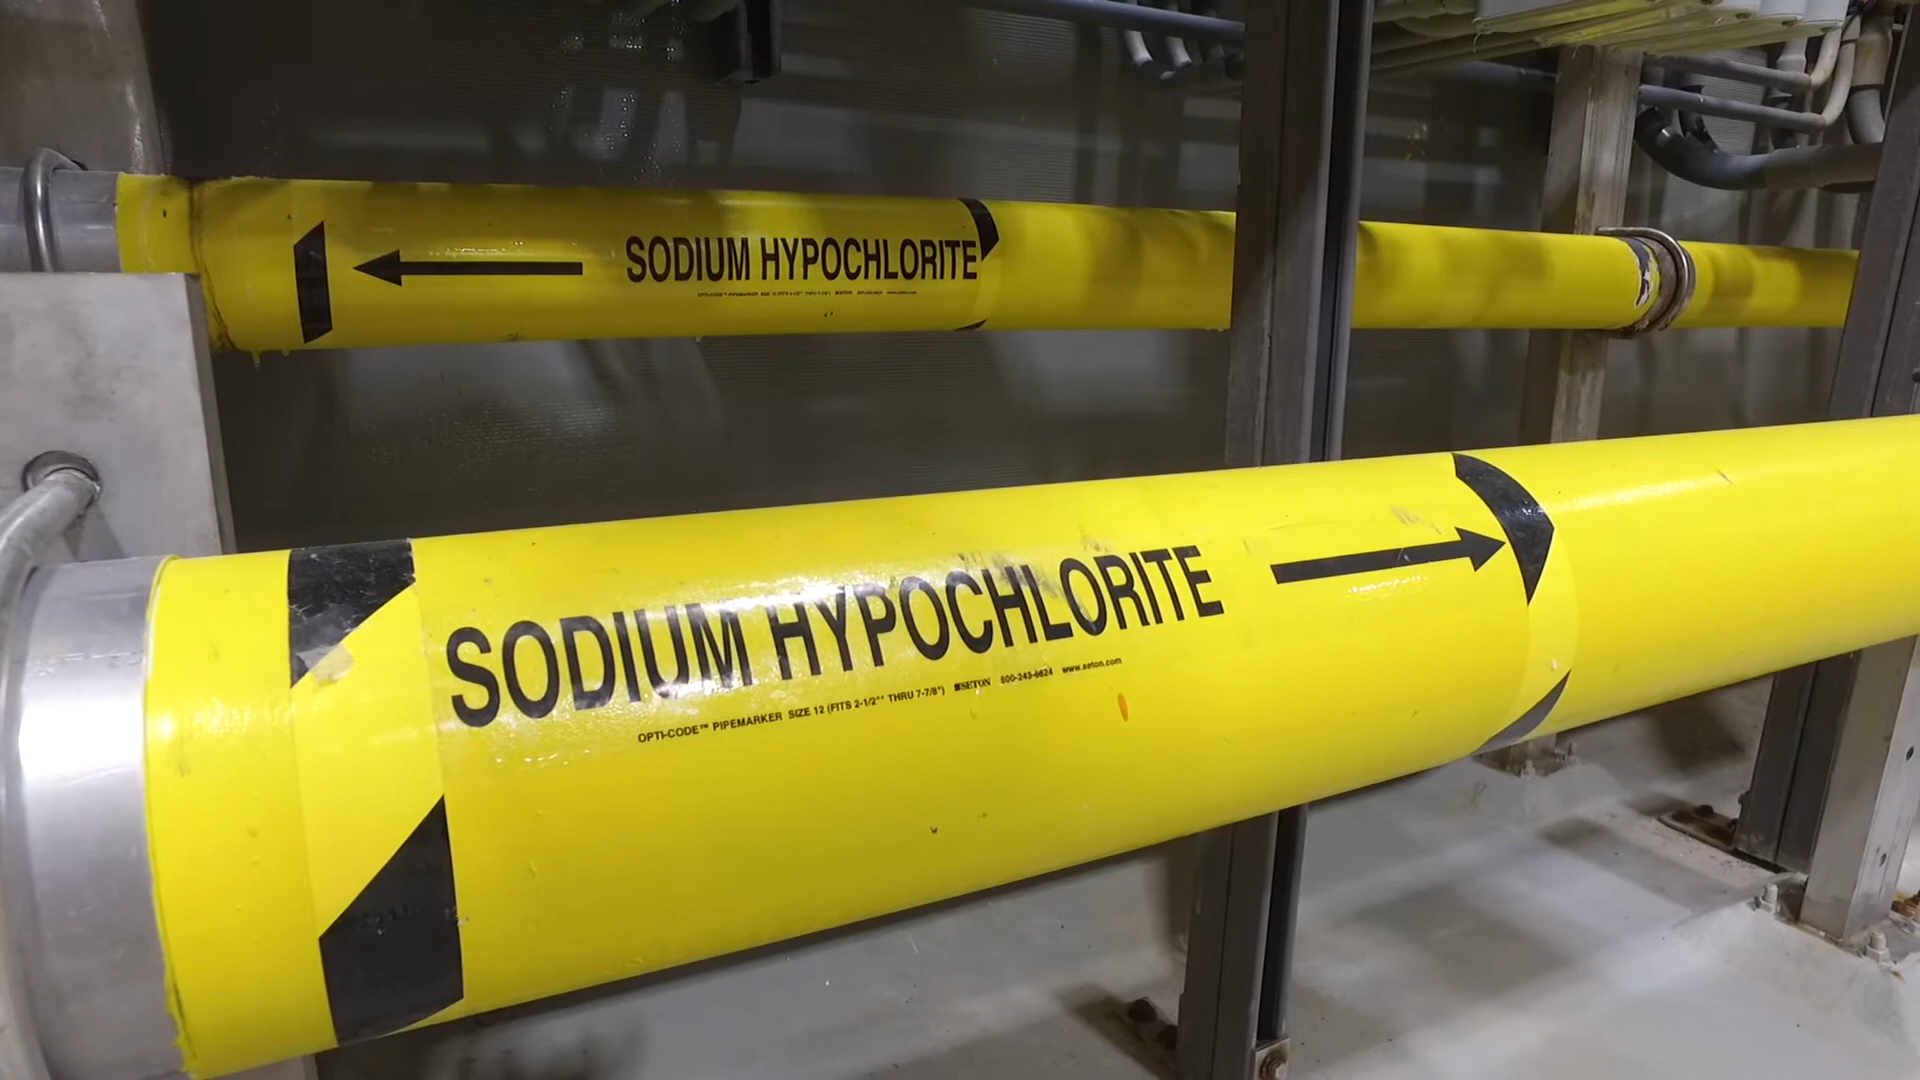 SODIUM HYPOCHLORITE
SODIUM HYPOCHLORITE
OPTI-CODE™ PIPEMARKER SIZE 12 (FITS 2-1/2"" THRU 7-7/8") SETON 800-243-6624 www.seton.com